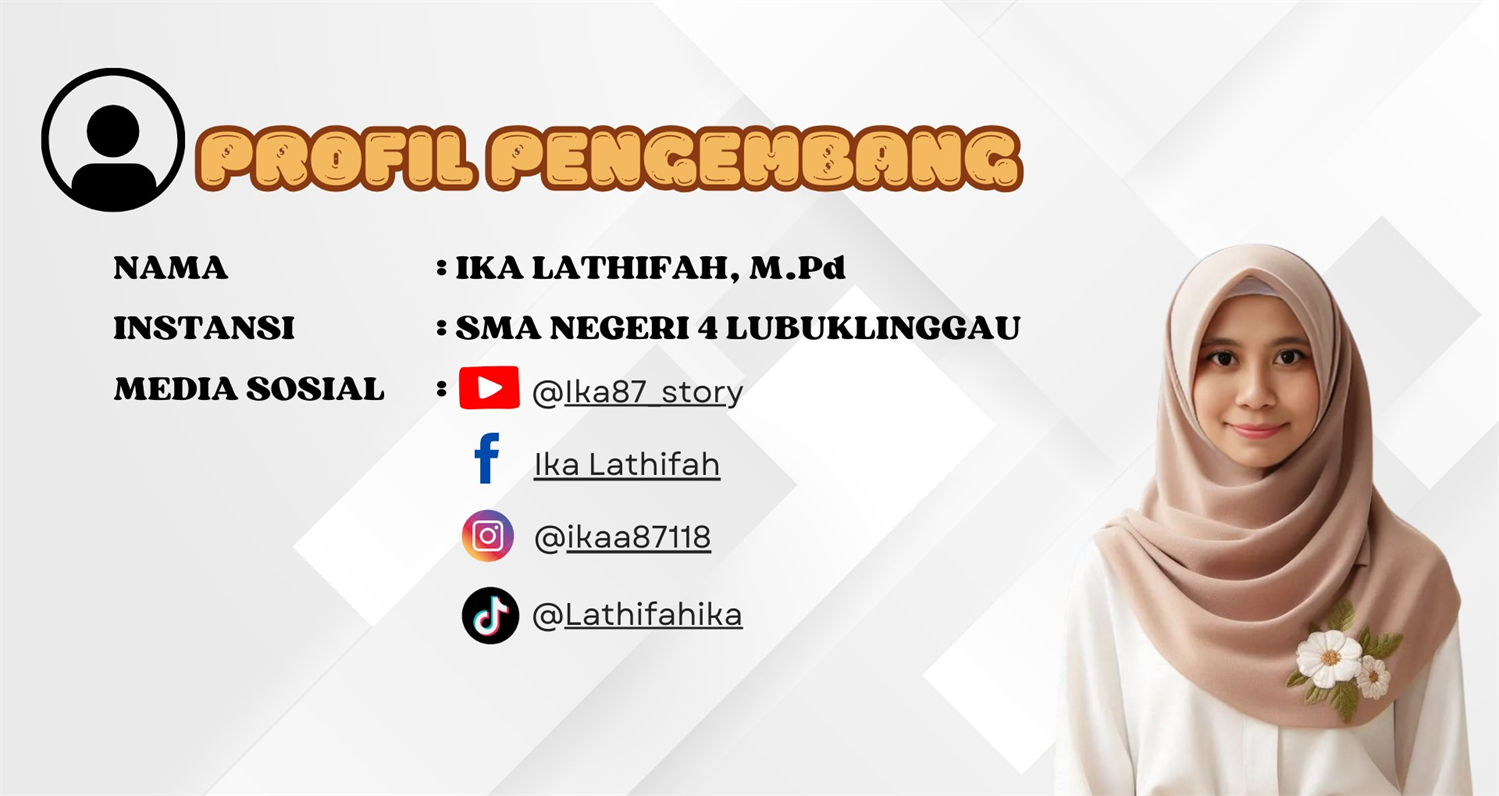 PROFIL PENGEMBANG
NAMA : IKA LATHIFAH, M.Pd
INSTANSI : SMA NEGERI 4 LUBUKLINGGAU
MEDIA SOSIAL : @Ika87_story
Ika Lathifah
@ikaa87118
@Lathifahika